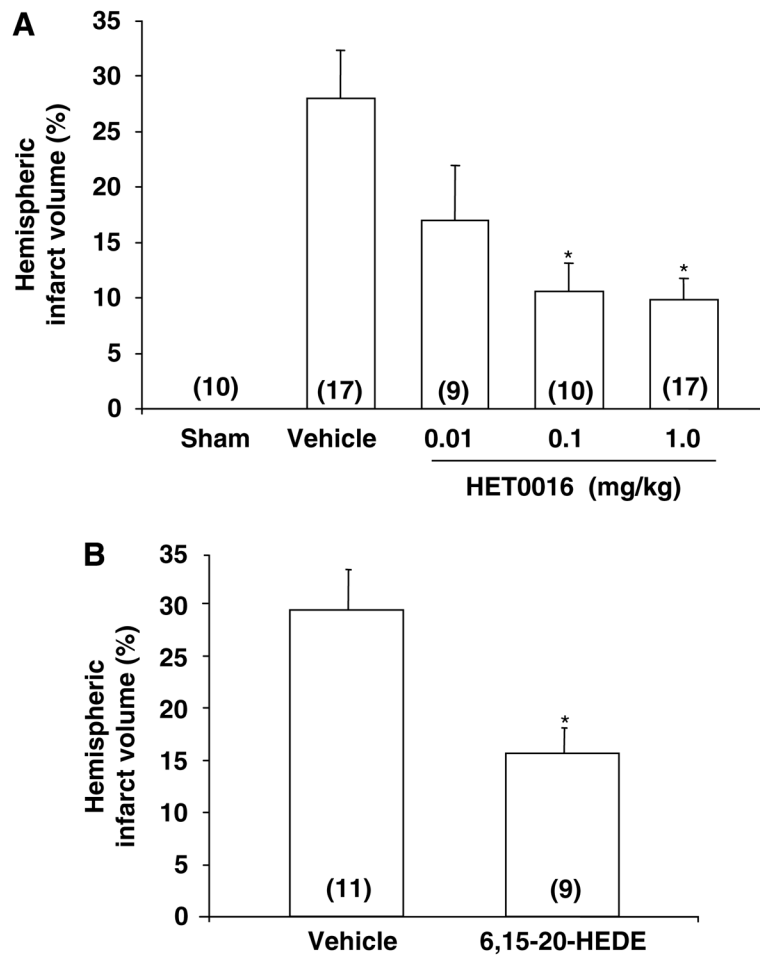 A
Hemispheric
infarct volume (%)
35
30
25
20
15
10
5
0
* *
(10) (17) (9) (10) (17)
Sham Vehicle 0.01 0.1 1.0
HET0016 (mg/kg)
B
Hemispheric
infarct volume (%)
35
30
25
20
15
10
5
0
*
(11) (9)
Vehicle 6,15-20-HEDE